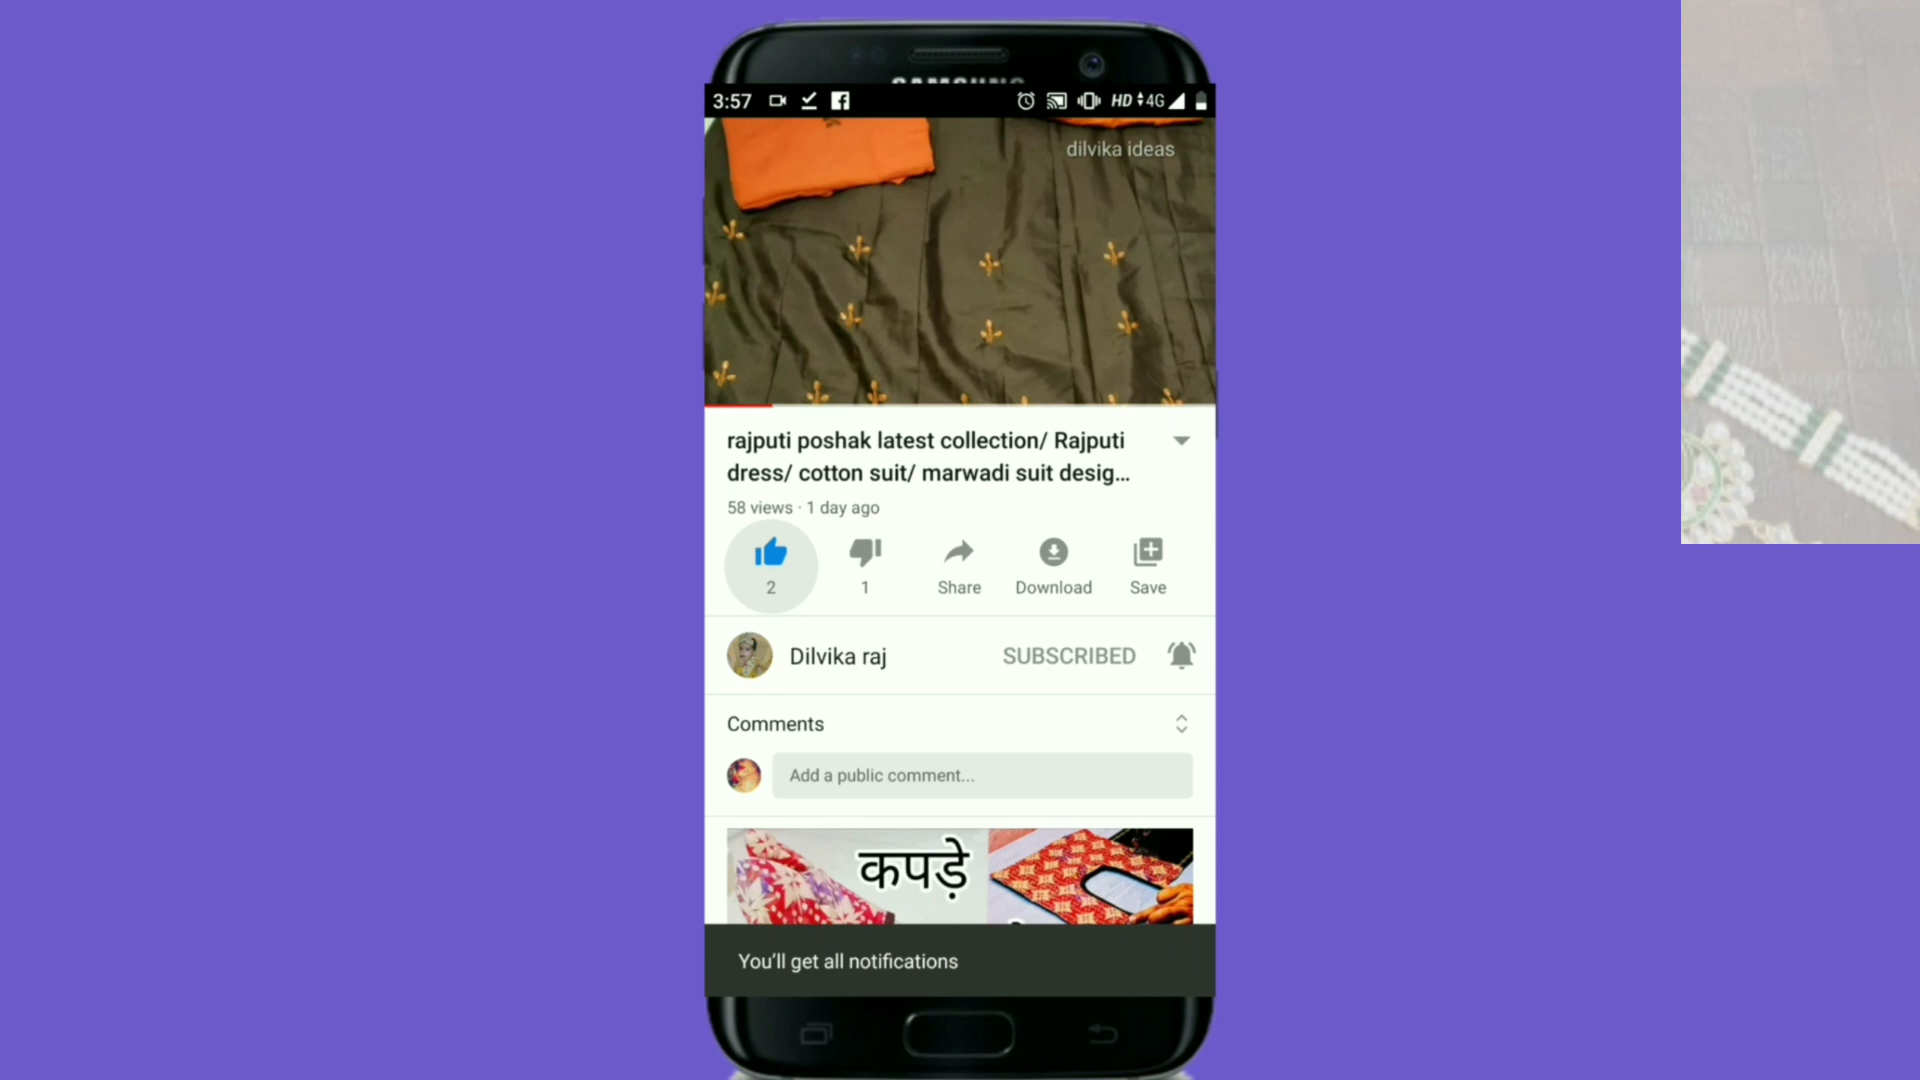 SAMSUNG
3:57 HD 4G
dilvika ideas
rajputi poshak latest collection/ Rajputi
dress/ cotton suit/ marwadi suit desig...
58 views · 1 day ago
2 1 Share Download Save
Dilvika raj SUBSCRIBED
Comments
Add a public comment...
कपड़े
You'll get all notifications